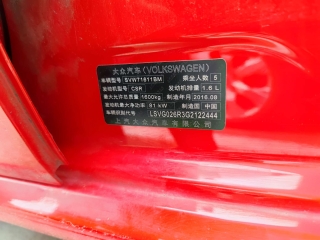 大众汽车(VOLKSWAGEN)
车辆型号 SVW71611BM 乘坐人数 5
发动机型号 CSR 发动机排量 1.6 L
最大允许总质量 1600kg 制造年月 2016.08
发动机最大净功率 81 kW 制造国 中国
车辆识别代号 LSVG026R3G2122444
上汽大众汽车有限公司